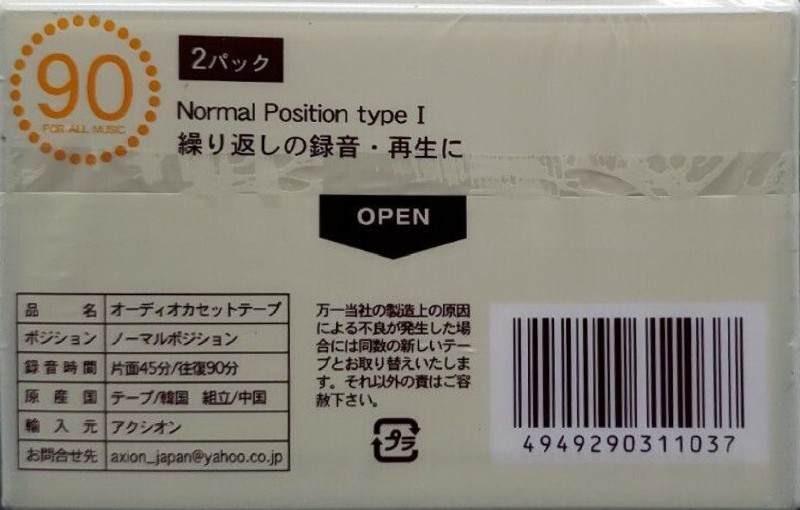 90
FOR ALL MUSIC
2パック
Normal Position type I
繰り返しの録音・再生に
OPEN
品 名 オーディオカセットテープ
ポジション ノーマルポジション
録音時間 片面45分/往復90分
原産国 テープ/韓国 組立/中国
輸入元 アクシオン
お問合せ先 axion_japan@yahoo.co.jp
万一当社の製造上の原因
による不良が発生した場
合には同数の新しいテー
プとお取り替えいたしま
す。それ以外の責はご容
赦下さい。
プラ
4949290311037